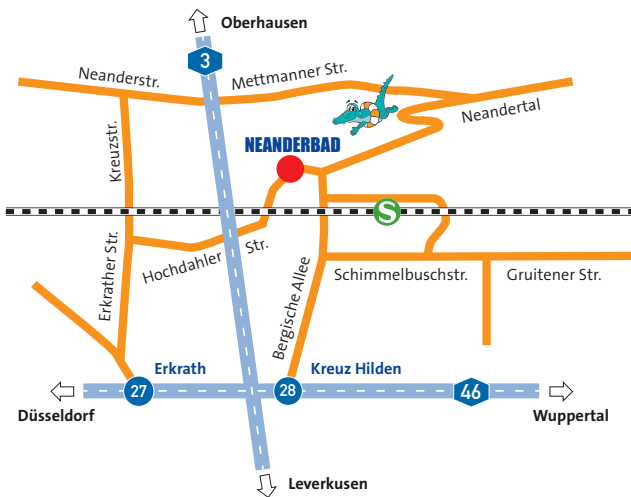 Oberhausen
3
Neanderstr.
Mettmanner Str.
Neandertal
Kreuzstr.
NEANDERBAD
S
Erkrather Str.
Hochdahler Str.
Bergische Allee
Schimmelbuschstr.
Gruitener Str.
Erkrath
Kreuz Hilden
27
28
46
Düsseldorf
Wuppertal
Leverkusen